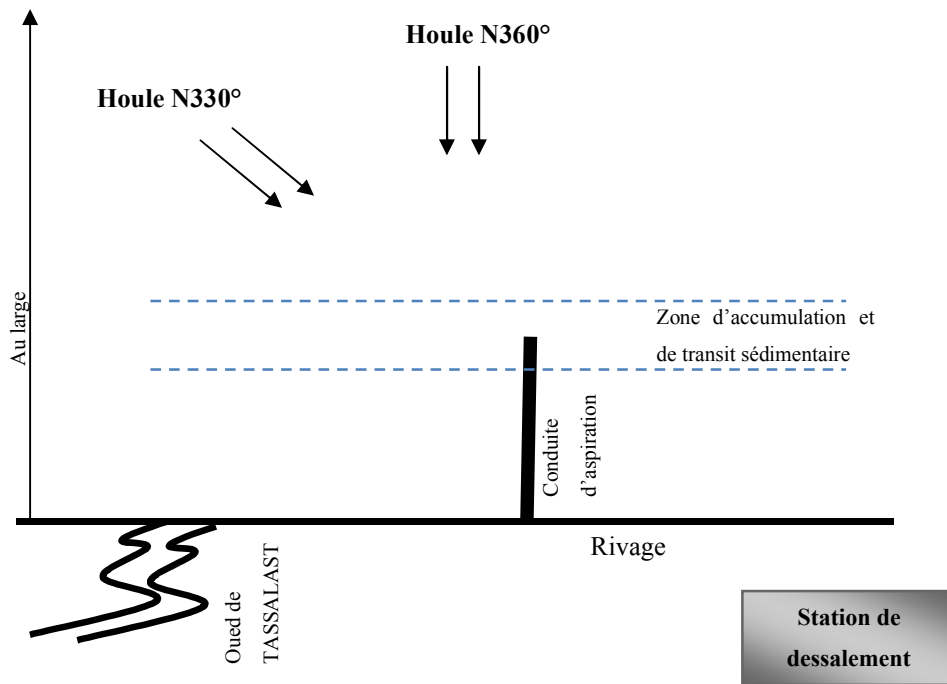 Houle N360°
Houle N330°
Au large
Zone d’accumulation et
de transit sédimentaire
Conduite
d’aspiration
Rivage
Oued de
TASSALAST
Station de
dessalement